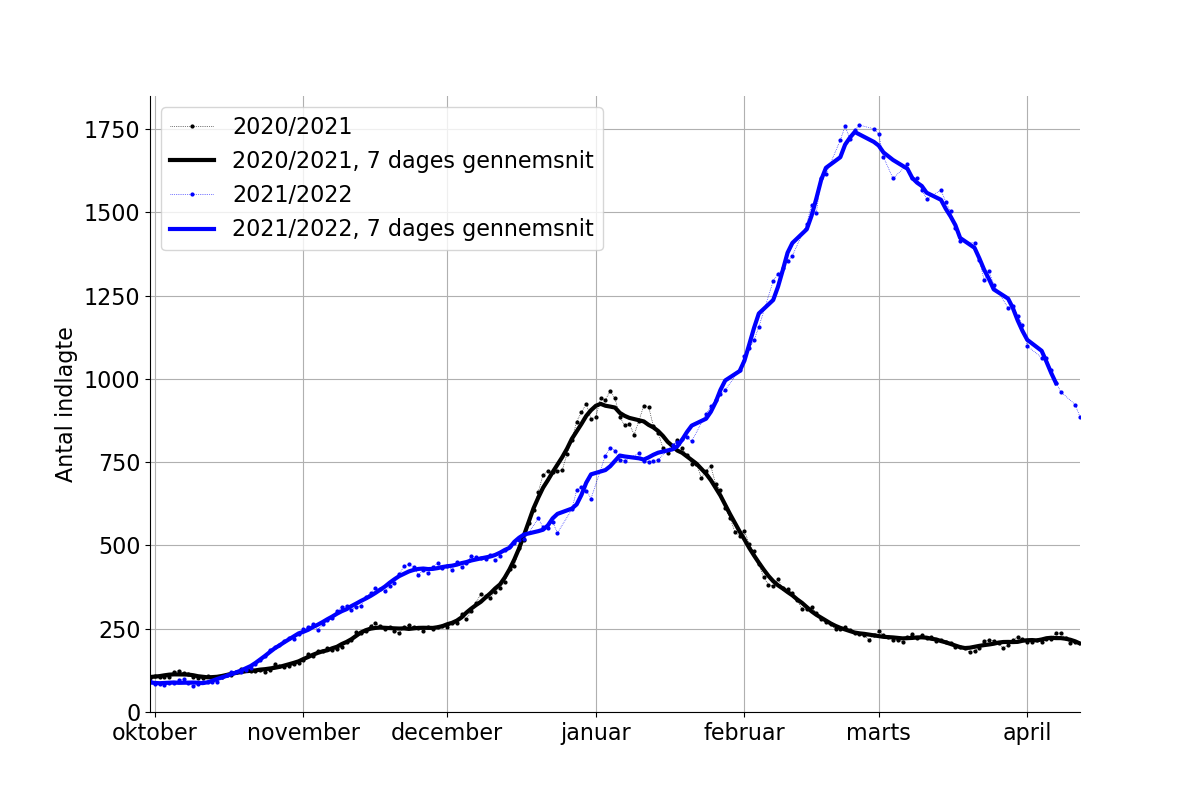 2020/2021
2020/2021, 7 dages gennemsnit
2021/2022
2021/2022, 7 dages gennemsnit
Antal indlagte
1750
1500
1250
1000
750
500
250
0
oktober november december januar februar marts april